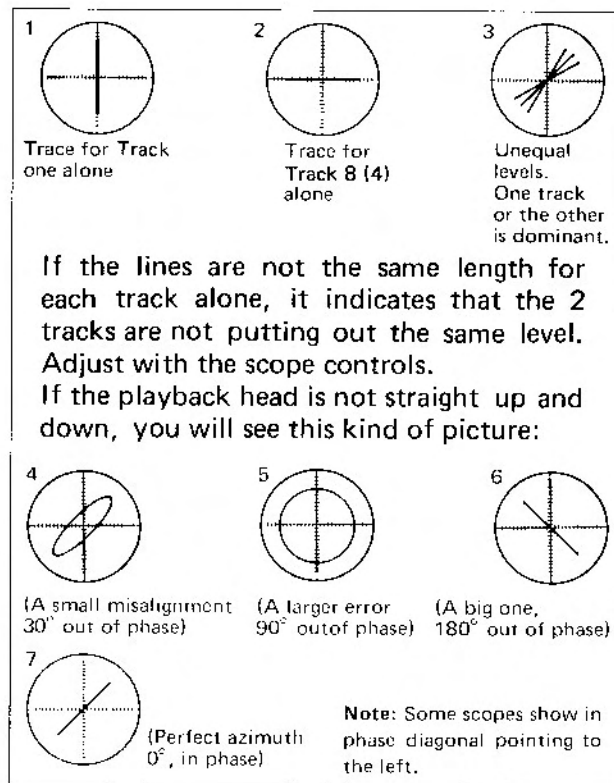 1
Trace for Track
one alone
2
Trace for
Track 8 (4)
alone
3
Unequal
levels.
One track
or the other
is dominant.
If the lines are not the same length for
each track alone, it indicates that the 2
tracks are not putting out the same level.
Adjust with the scope controls.
If the playback head is not straight up and
down, you will see this kind of picture:
4
(A small misalignment
30° out of phase)
5
(A larger error
90° outof phase)
6
(A big one,
180° out of phase)
7
(Perfect azimuth
0°, in phase)
Note: Some scopes show in
phase diagonal pointing to
the left.